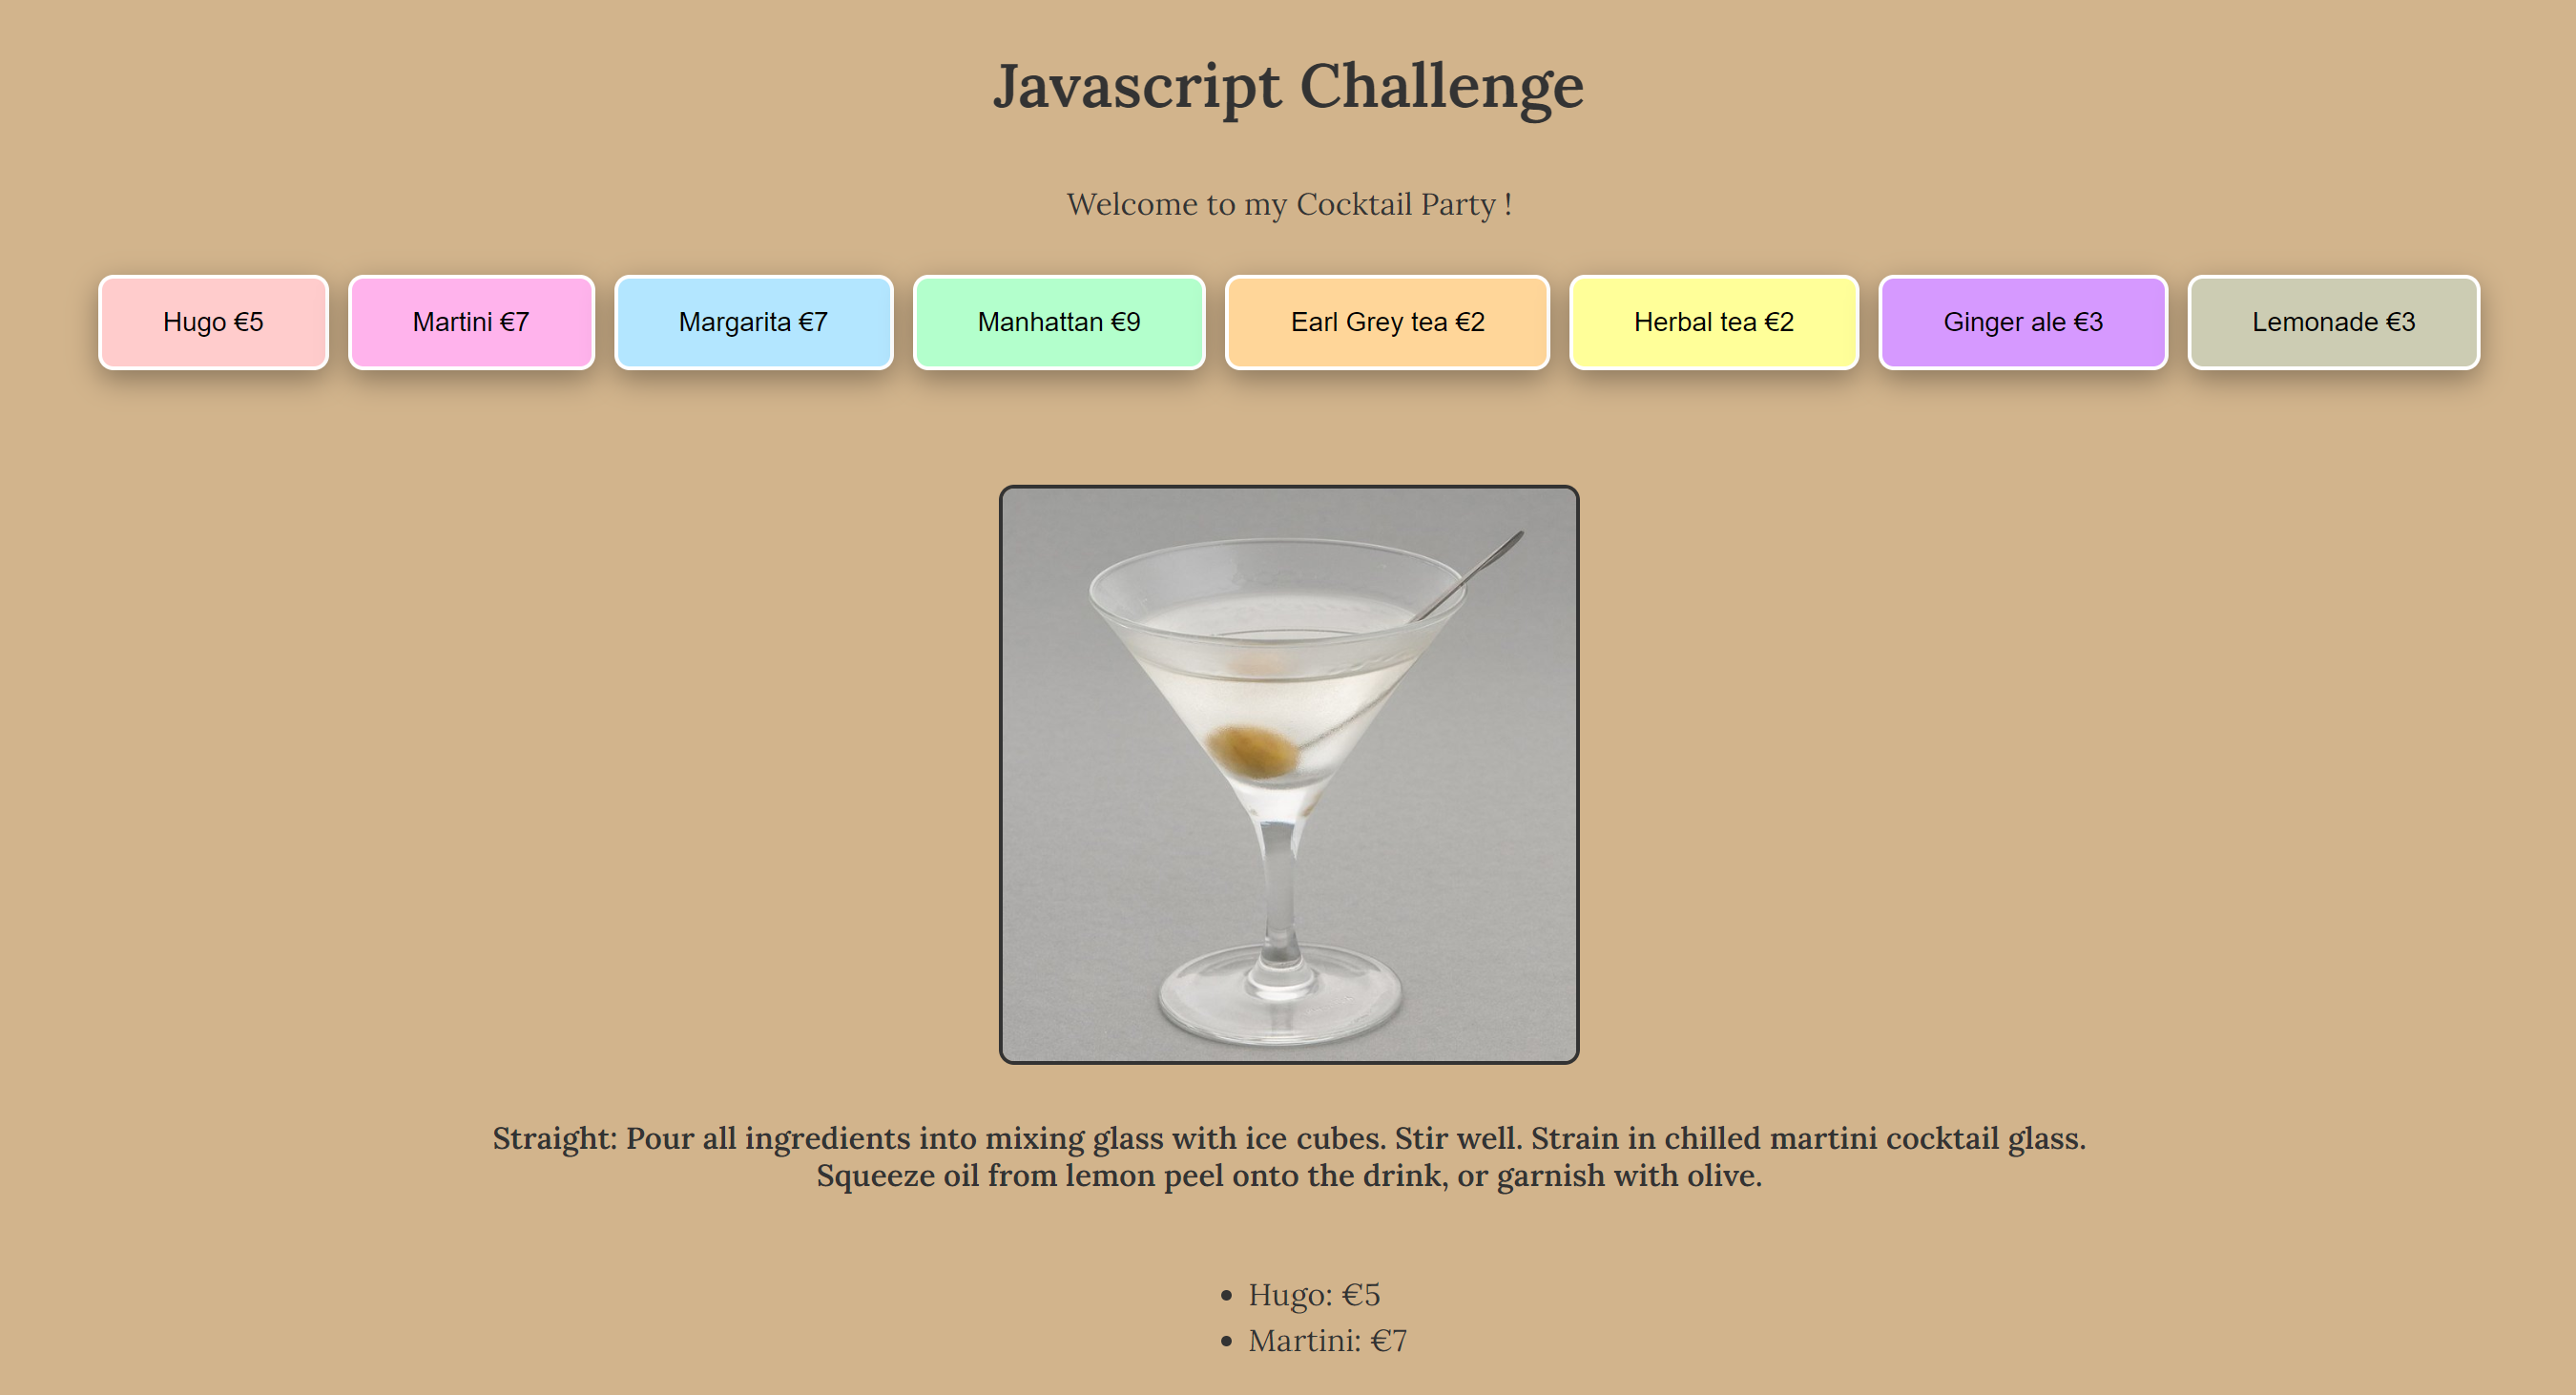 Javascript Challenge
Welcome to my Cocktail Party !
Hugo €5
Martini €7
Margarita €7
Manhattan €9
Earl Grey tea €2
Herbal tea €2
Ginger ale €3
Lemonade €3
Straight: Pour all ingredients into mixing glass with ice cubes. Stir well. Strain in chilled martini cocktail glass.
Squeeze oil from lemon peel onto the drink, or garnish with olive.
• Hugo: €5
• Martini: €7